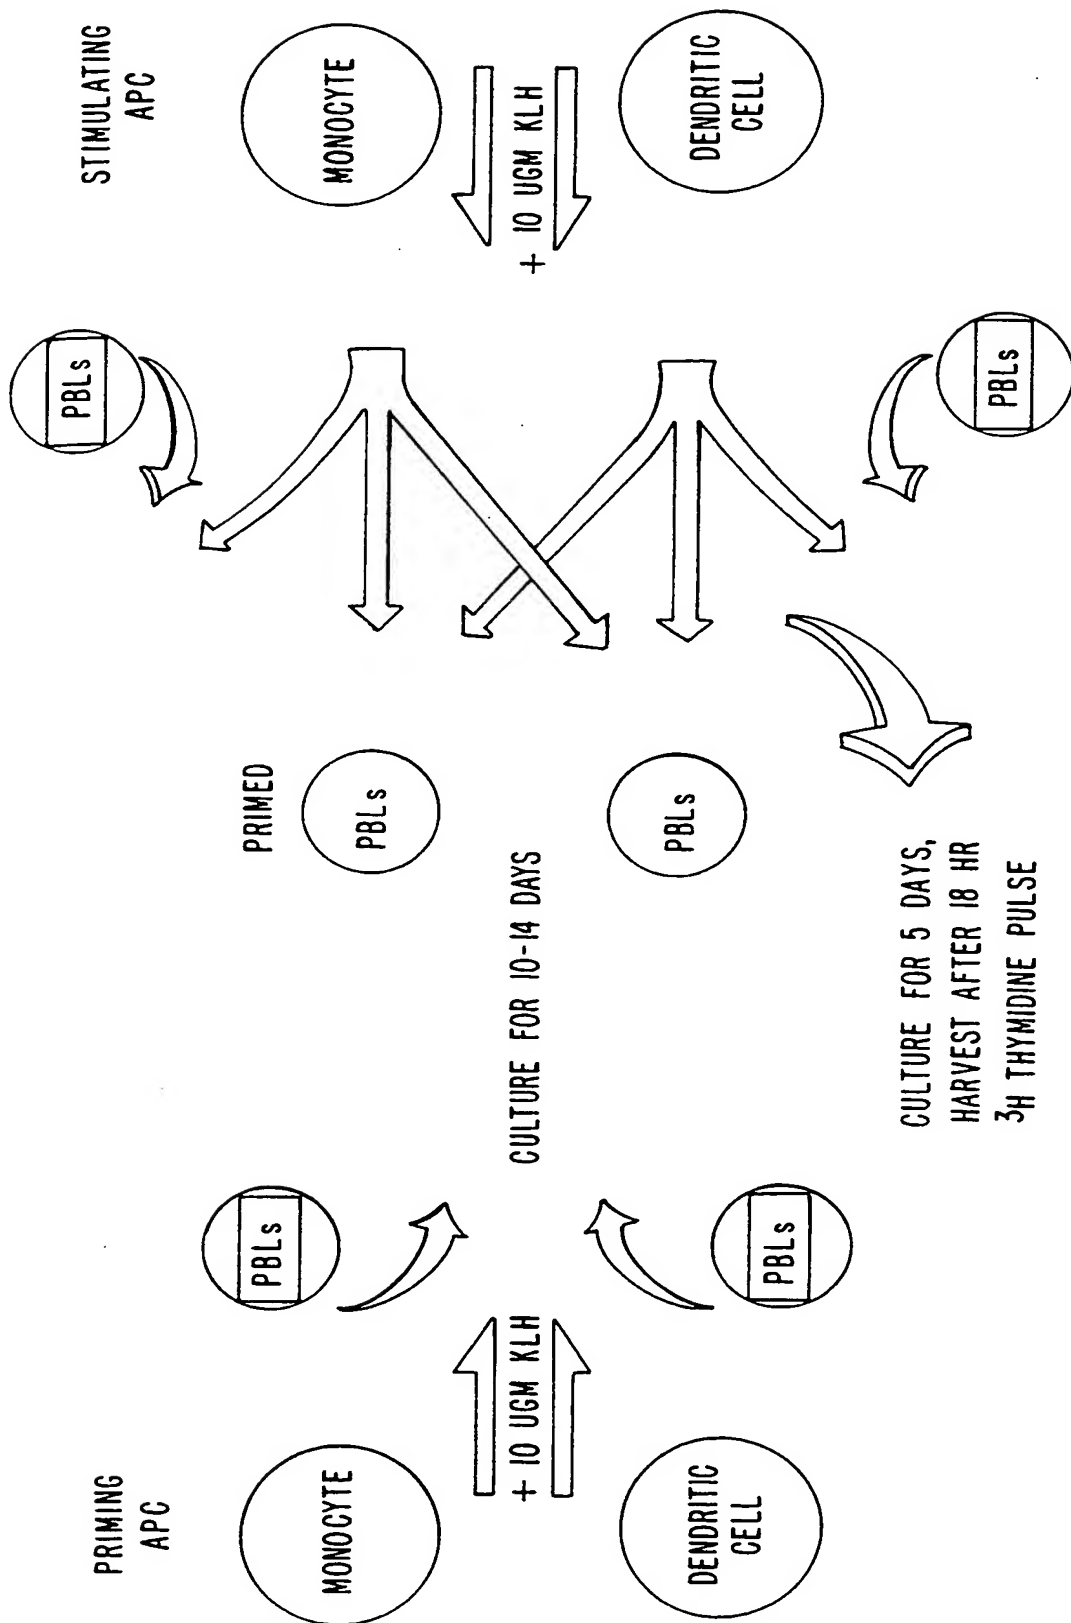 PRIMING
APC
MONOCYTE
DENDRITIC
CELL
+ 10 UGM KLH
PBLs
PBLs
CULTURE FOR 10-14 DAYS
PRIMED
PBLs
PBLs
CULTURE FOR 5 DAYS,
HARVEST AFTER 18 HR
³H THYMIDINE PULSE
PBLs
PBLs
+ 10 UGM KLH
STIMULATING
APC
MONOCYTE
DENDRITIC
CELL